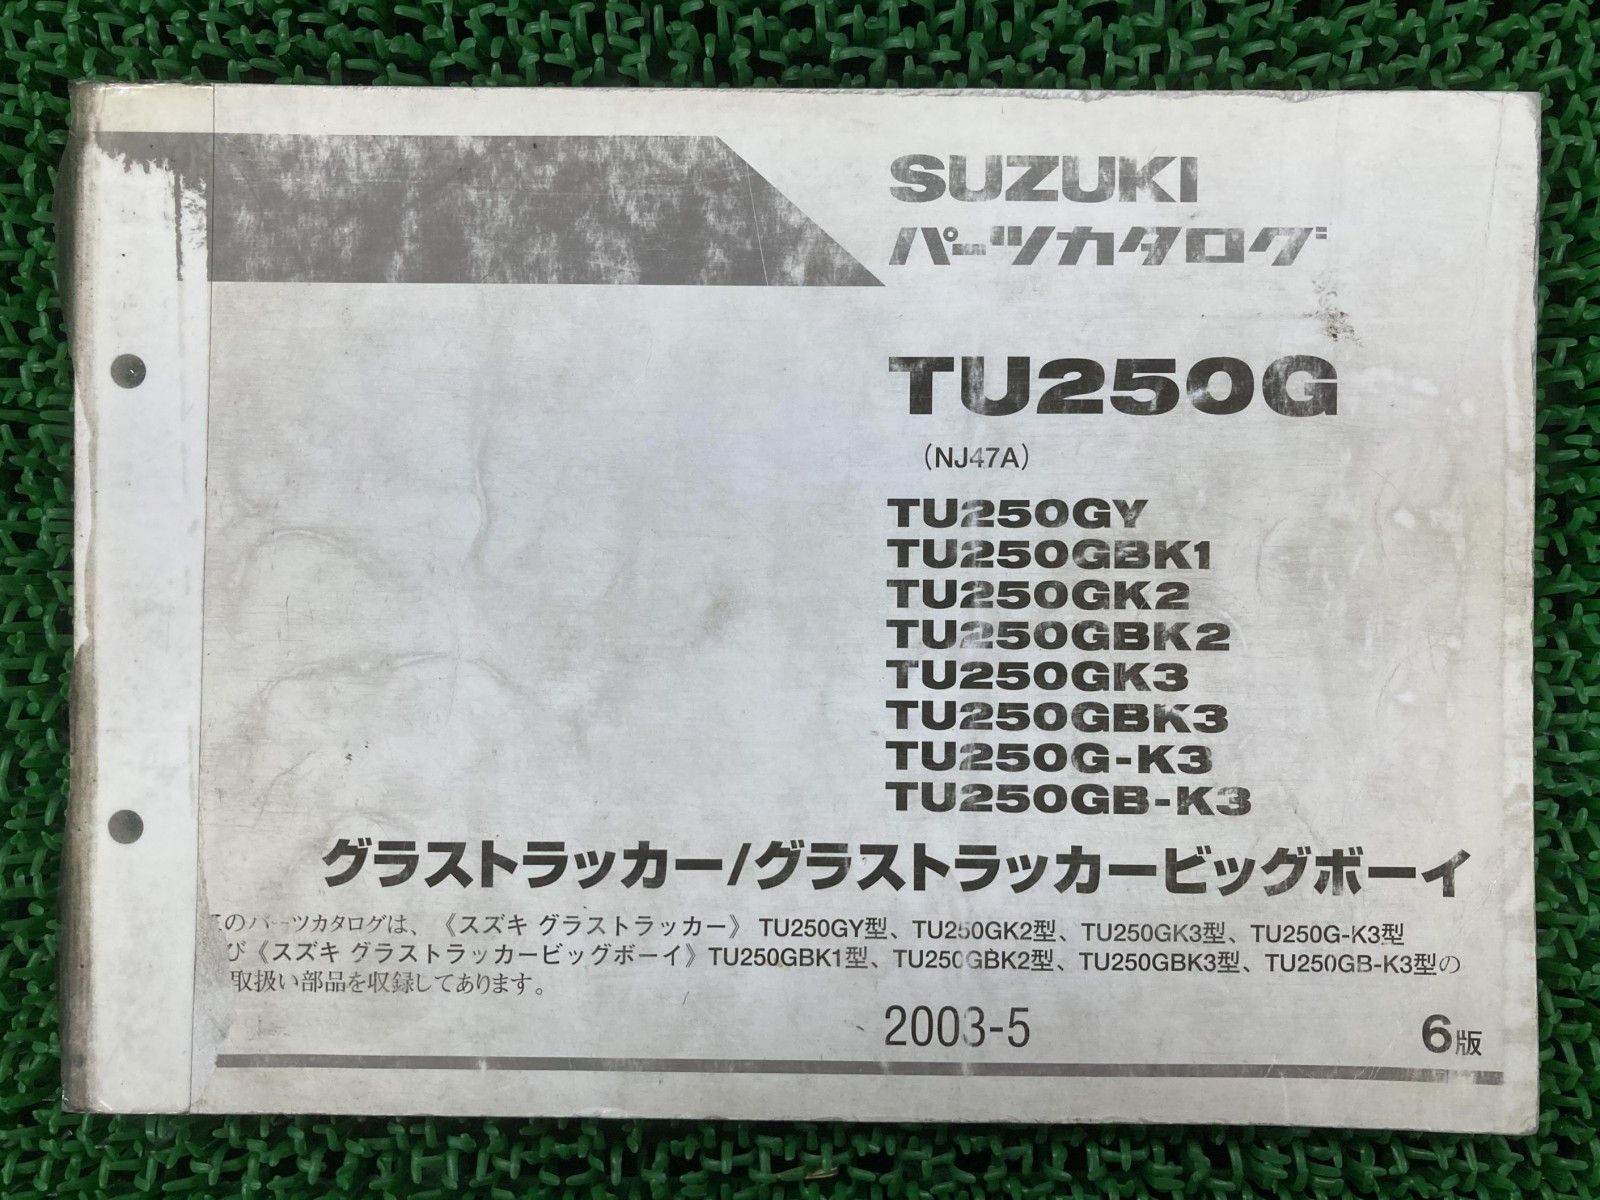 SUZUKI
パーツカタログ
TU250G
(NJ47A)
TU250GY
TU250GBK1
TU250GK2
TU250GBK2
TU250GK3
TU250GBK3
TU250G-K3
TU250GB-K3
グラストラッカー/グラストラッカービッグボーイ
このパーツカタログは、《スズキ グラストラッカー》 TU250GY型、TU250GK2型、TU250GK3型、TU250G-K3型
び《スズキ グラストラッカービッグボーイ》TU250GBK1型、TU250GBK2型、TU250GBK3型、TU250GB-K3型の
取扱い部品を収録してあります。
2003-5
6版